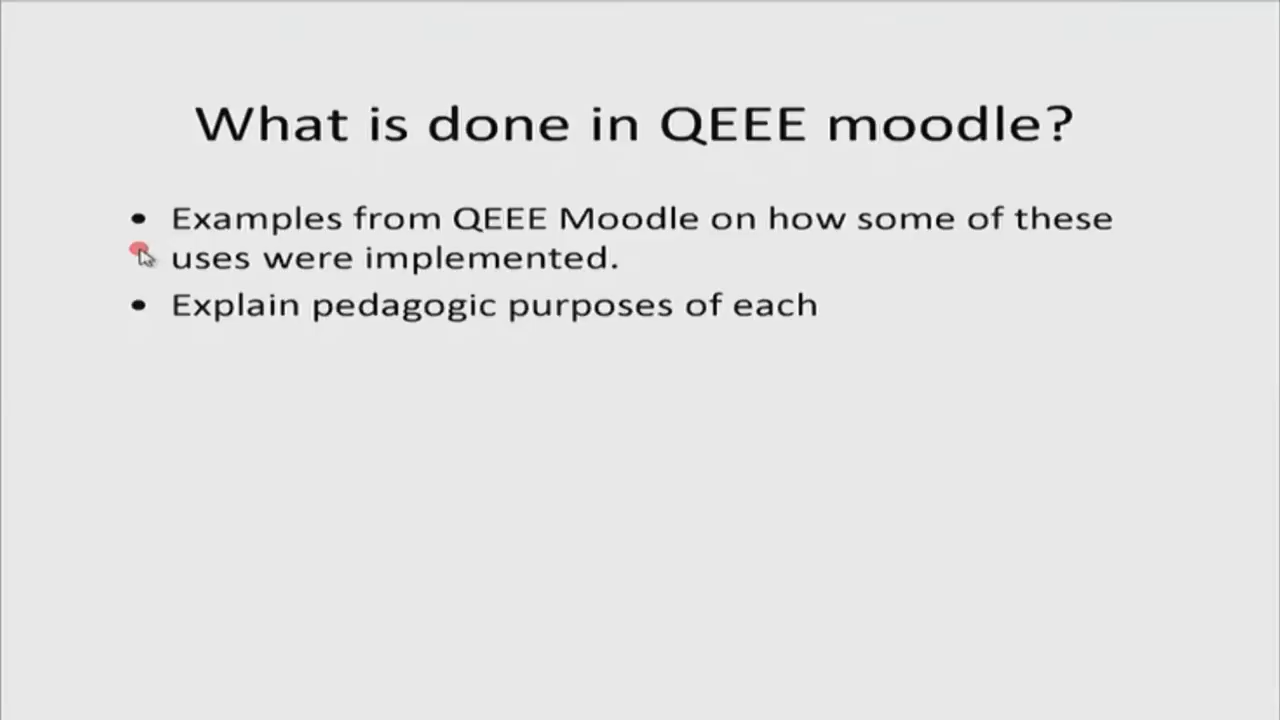 What is done in QEEE moodle?
• Examples from QEEE Moodle on how some of these
uses were implemented.
• Explain pedagogic purposes of each